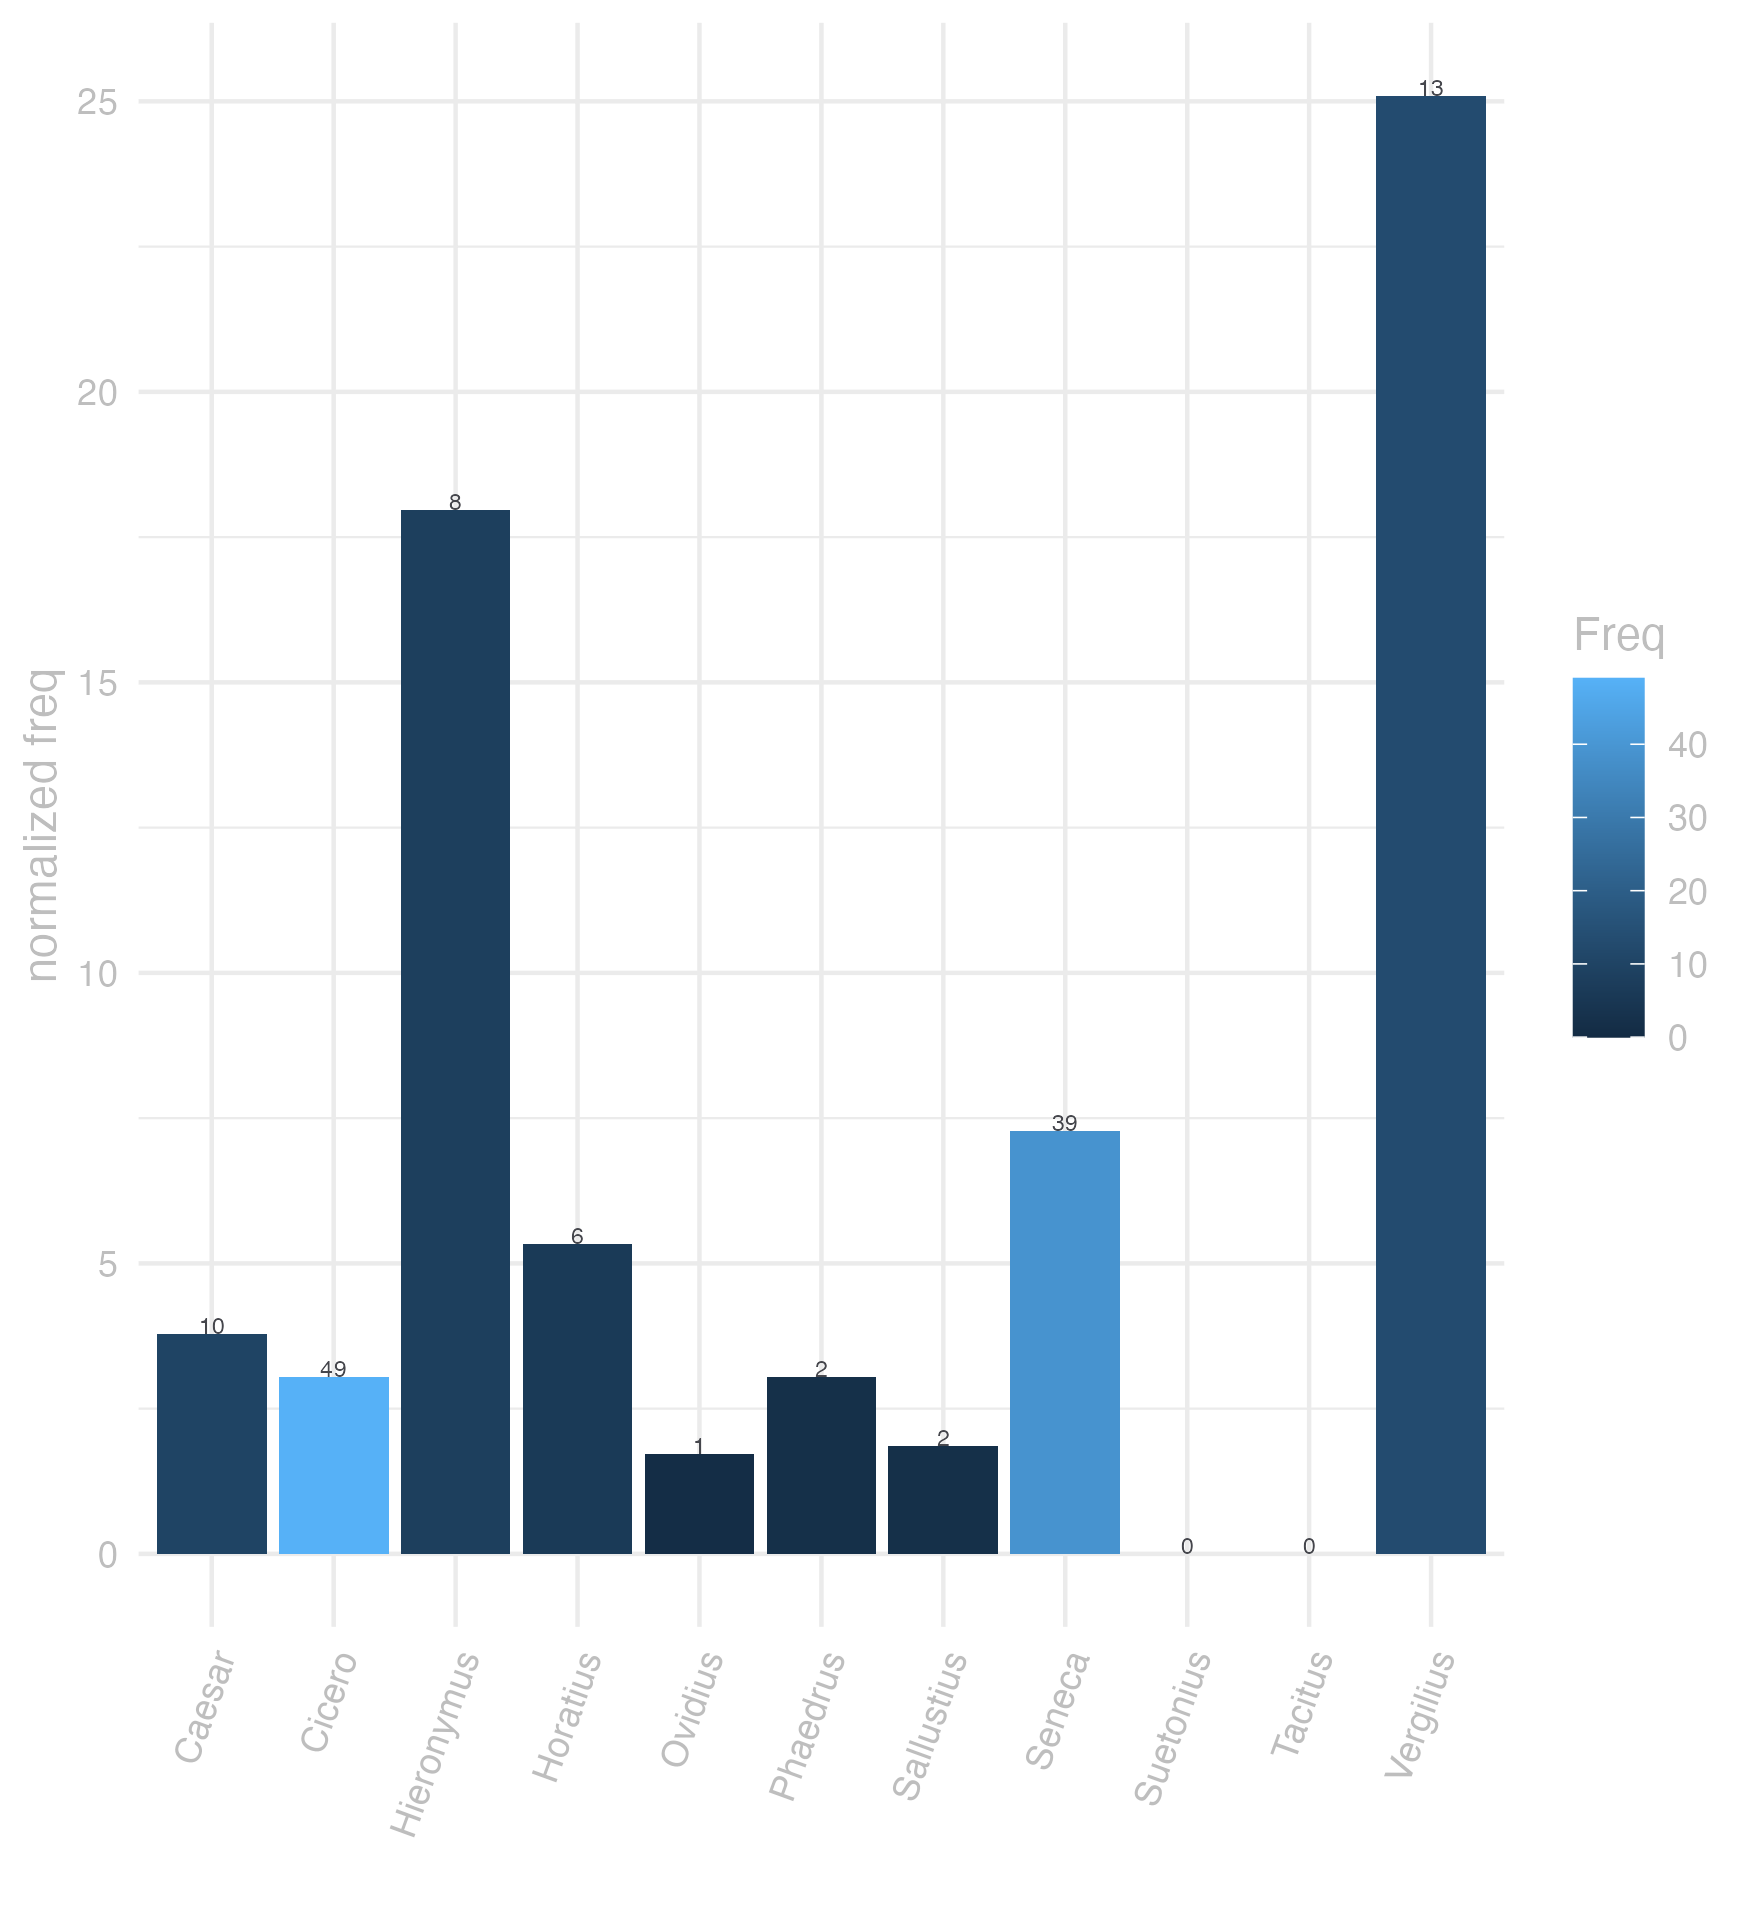 normalized freq
25
20
15
10
5
0
10
49
8
6
1
2
2
39
0
0
13
Caesar
Cicero
Hieronymus
Horatius
Ovidius
Phaedrus
Sallustius
Seneca
Suetonius
Tacitus
Vergilius
Freq
40
30
20
10
0